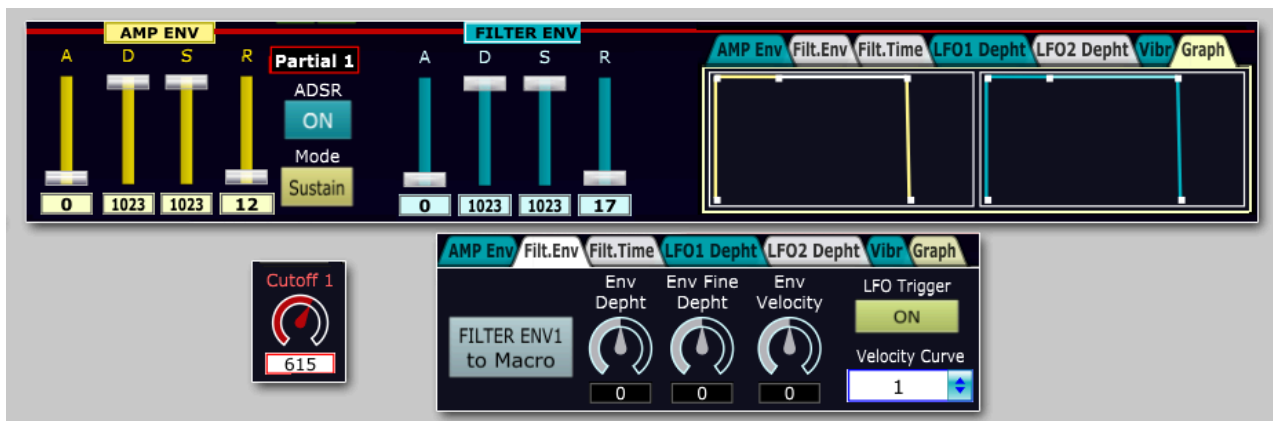 AMP ENV
FILTER ENV
A D S R
Partial 1
ADSR
ON
Mode
Sustain
0 1023 1023 12
A D S R
0 1023 1023 17
AMP Env Filt.Env Filt.Time LFO1 Depht LFO2 Depht Vibr Graph
Cutoff 1
615
AMP Env Filt.Env Filt.Time LFO1 Depht LFO2 Depht Vibr Graph
FILTER ENV1
to Macro
Env
Depht
0
Env Fine
Depht
0
Env
Velocity
0
LFO Trigger
ON
Velocity Curve
1